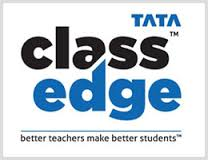 TATA
class™
edge
better teachers make better students™